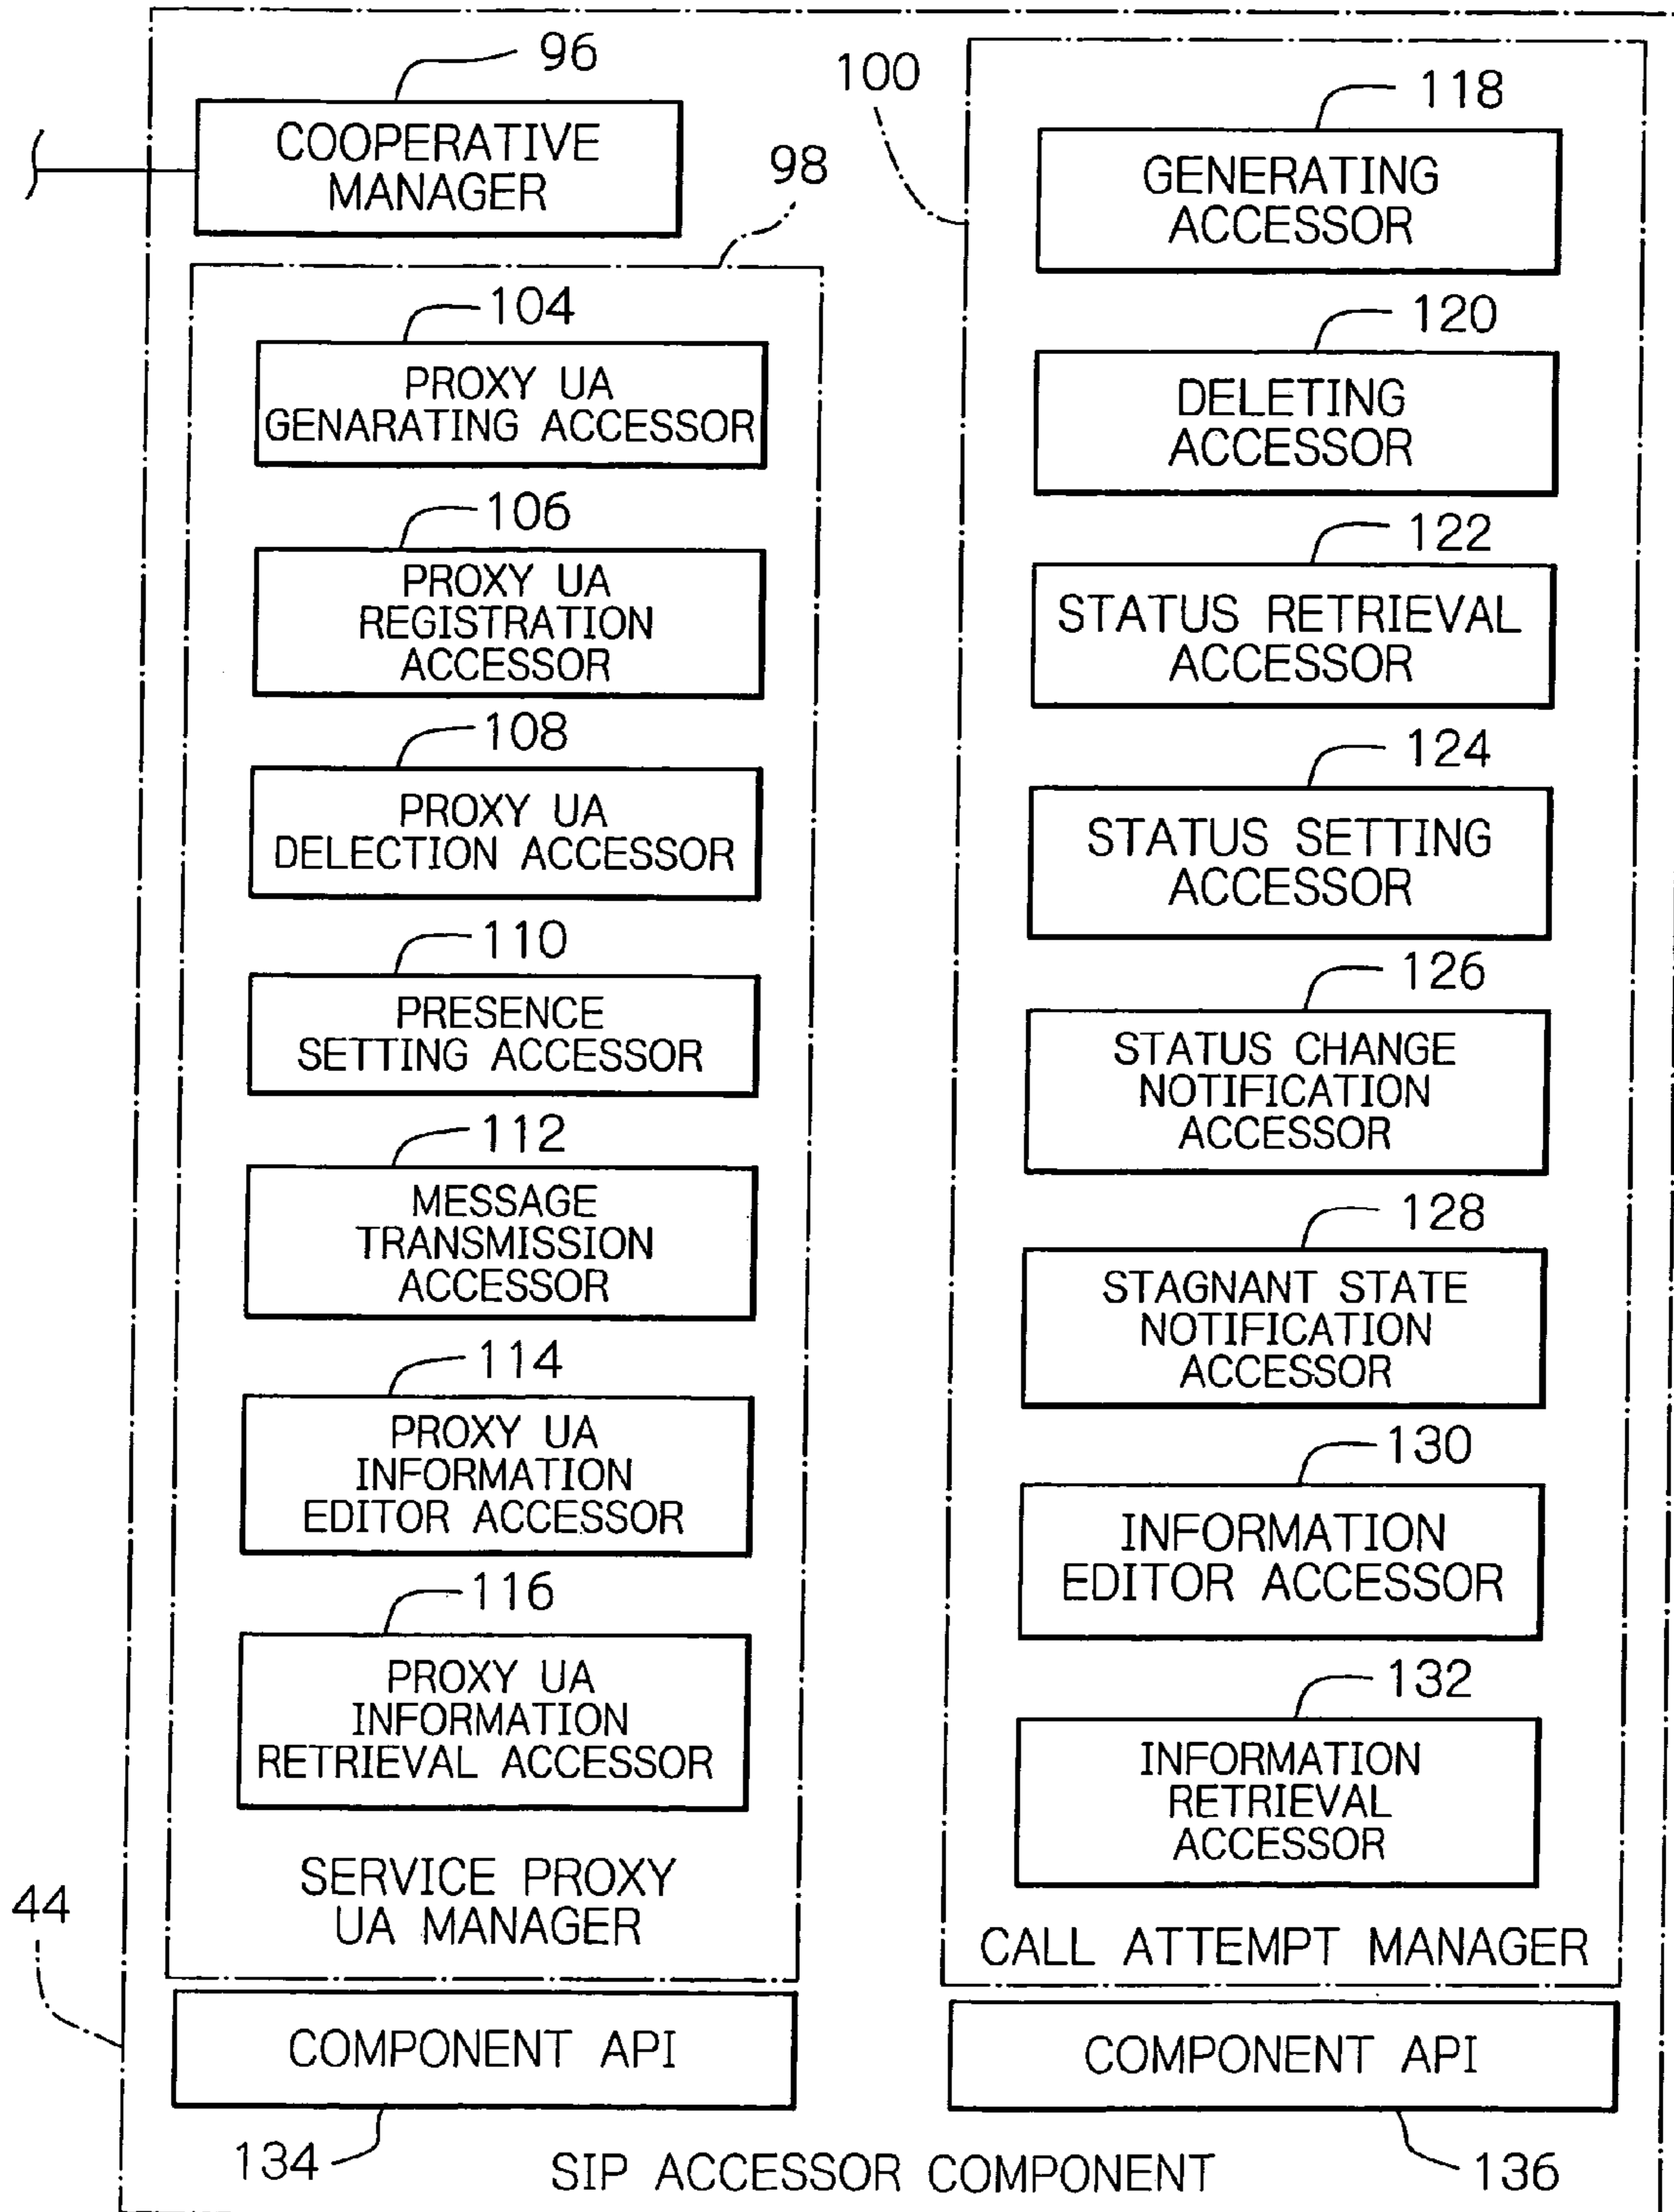 96
COOPERATIVE
MANAGER
98
104
PROXY UA
GENARATING ACCESSOR
106
PROXY UA
REGISTRATION
ACCESSOR
108
PROXY UA
DELECTION ACCESSOR
110
PRESENCE
SETTING ACCESSOR
112
MESSAGE
TRANSMISSION
ACCESSOR
114
PROXY UA
INFORMATION
EDITOR ACCESSOR
116
PROXY UA
INFORMATION
RETRIEVAL ACCESSOR
SERVICE PROXY
UA MANAGER
44
COMPONENT API
134
100
118
GENERATING
ACCESSOR
120
DELETING
ACCESSOR
122
STATUS RETRIEVAL
ACCESSOR
124
STATUS SETTING
ACCESSOR
126
STATUS CHANGE
NOTIFICATION
ACCESSOR
128
STAGNANT STATE
NOTIFICATION
ACCESSOR
130
INFORMATION
EDITOR ACCESSOR
132
INFORMATION
RETRIEVAL
ACCESSOR
CALL ATTEMPT MANAGER
COMPONENT API
136
SIP ACCESSOR COMPONENT